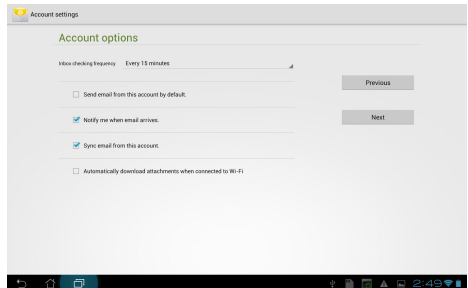 Account settings
Account options
Inbox checking frequency Every 15 minutes
Previous
Send email from this account by default.
Notify me when email arrives.
Next
Sync email from this account.
Automatically download attachments when connected to Wi-Fi
2:49